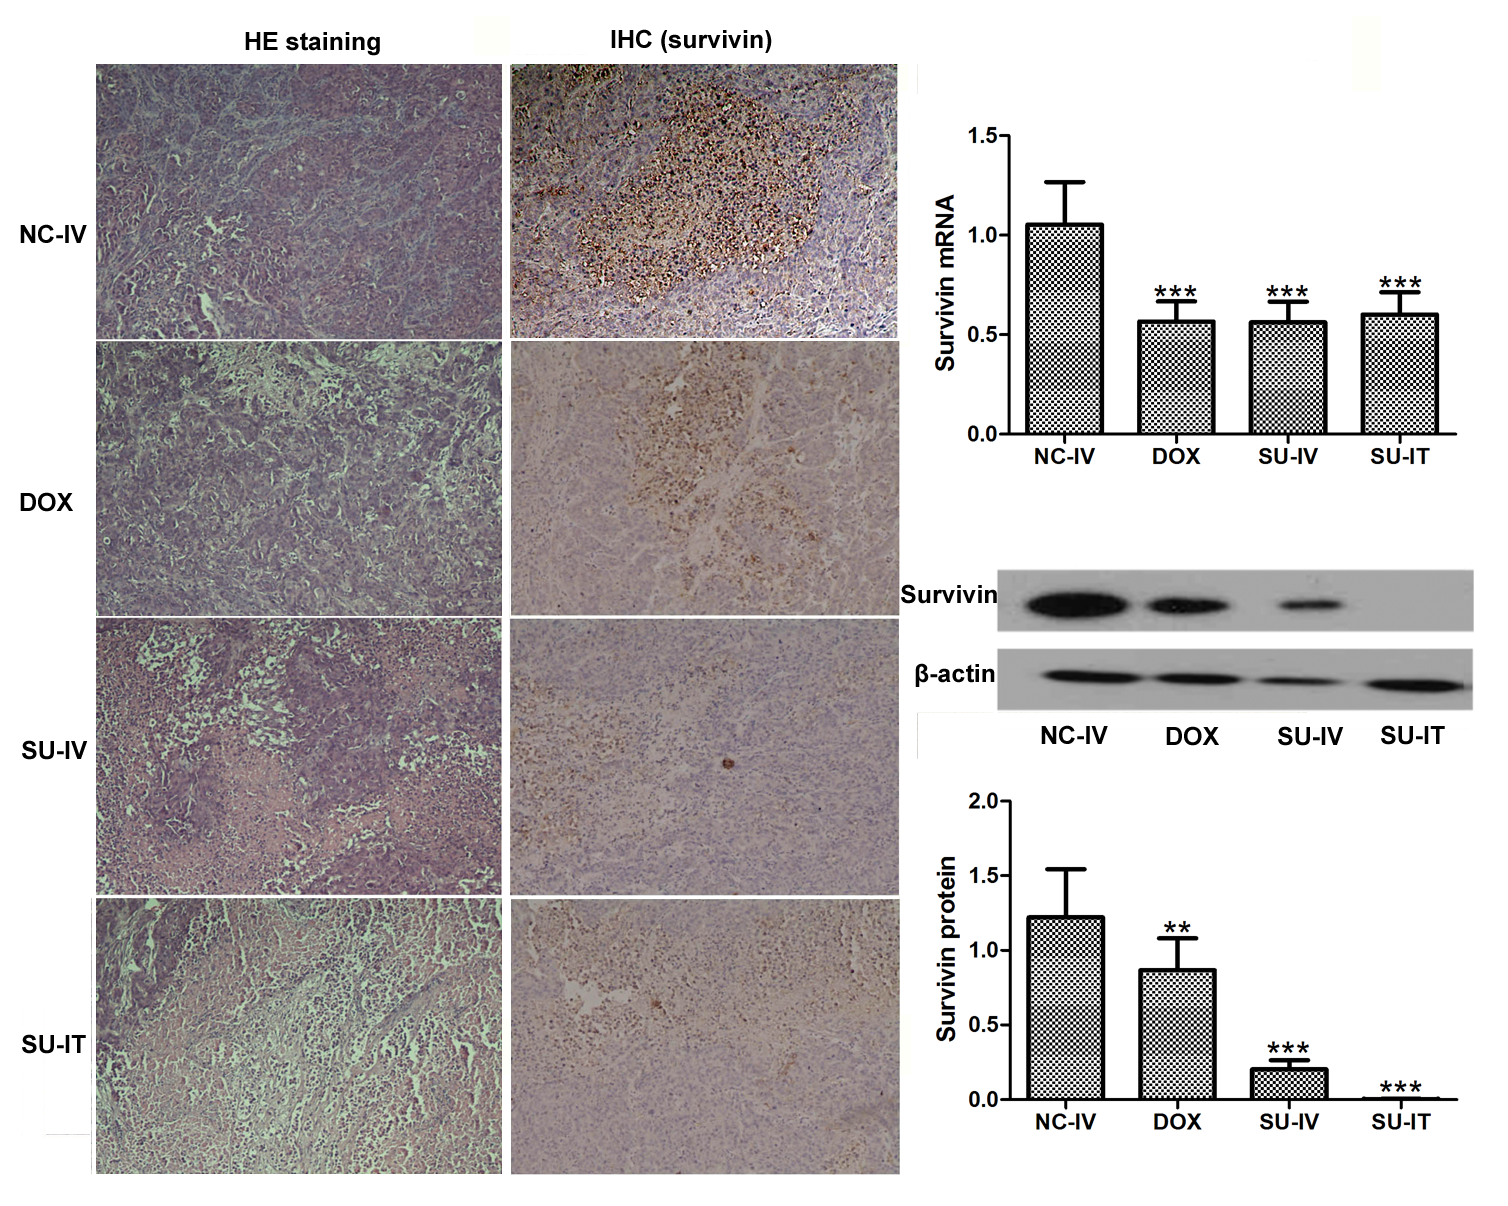 HE staining
IHC (survivin)
NC-IV
DOX
SU-IV
SU-IT
Survivin mRNA
1.5
1.0
0.5
0.0
***
***
***
NC-IV DOX SU-IV SU-IT
Survivin
β-actin
NC-IV DOX SU-IV SU-IT
Survivin protein
2.0
1.5
1.0
0.5
0.0
**
***
***
NC-IV DOX SU-IV SU-IT